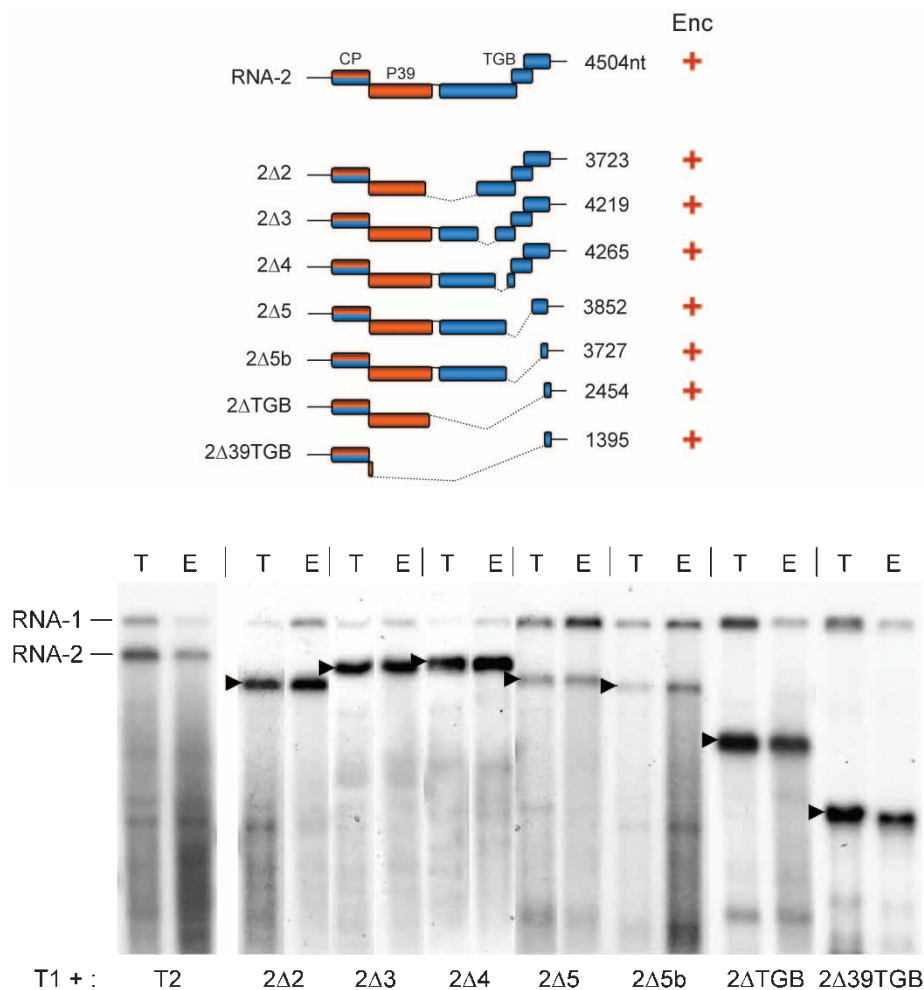 Enc
CP P39 TGB
RNA-2 4504nt +
2Δ2 3723 +
2Δ3 4219 +
2Δ4 4265 +
2Δ5 3852 +
2Δ5b 3727 +
2ΔTGB 2454 +
2Δ39TGB 1395 +
T E T E T E T E T E T E T E T E
RNA-1
RNA-2
T1 + : T2 2Δ2 2Δ3 2Δ4 2Δ5 2Δ5b 2ΔTGB 2Δ39TGB